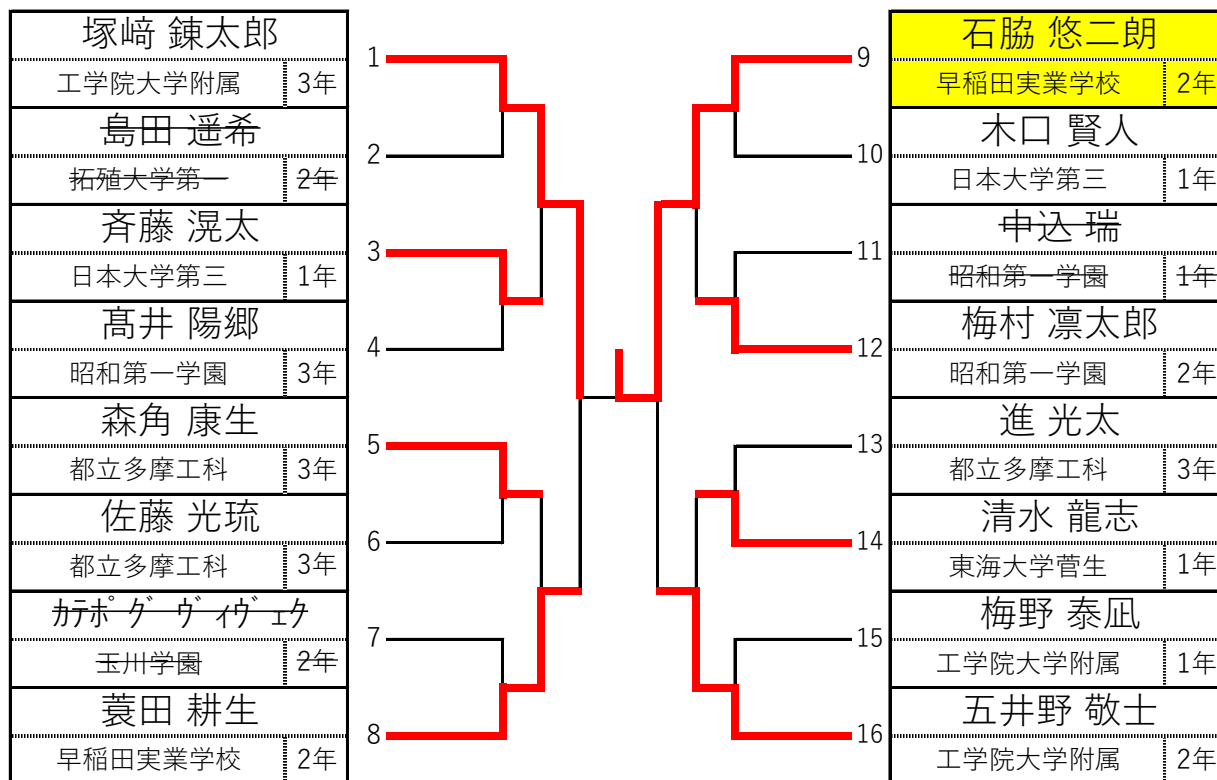 塚﨑 錬太郎
工学院大学附属 3年
1
島田 遥希
拓殖大学第一 2年
2
斉藤 滉太
日本大学第三 1年
3
髙井 陽郷
昭和第一学園 3年
4
森角 康生
都立多摩工科 3年
5
佐藤 光琉
都立多摩工科 3年
6
ｶﾃﾎﾟｸﾞ ｳﾞｨｳﾞｪｸ
玉川学園 2年
7
蓑田 耕生
早稲田実業学校 2年
8
9
石脇 悠二朗
早稲田実業学校 2年
10
木口 賢人
日本大学第三 1年
11
申込 瑞
昭和第一学園 1年
12
梅村 凛太郎
昭和第一学園 2年
13
進 光太
都立多摩工科 3年
14
清水 龍志
東海大学菅生 1年
15
梅野 泰凪
工学院大学附属 1年
16
五井野 敬士
工学院大学附属 2年